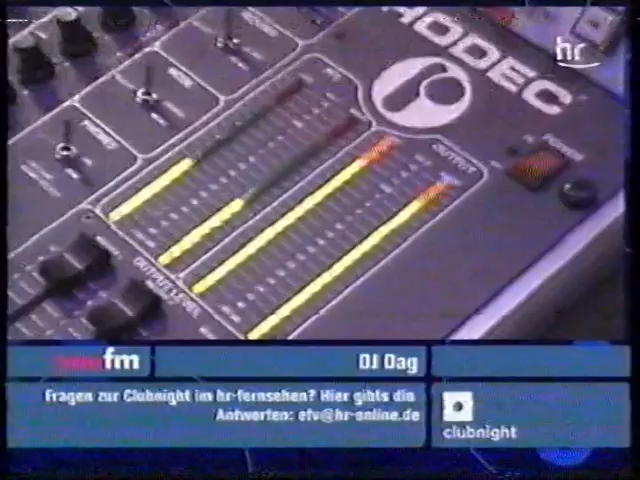 RODEC
hr
POWER
OUTPUT
OUTPUT LEVEL
fm
DJ Dag
Fragen zur Clubnight im hr-fernsehen? Hier gibts die
Antworten: efv@hr-online.de
clubnight